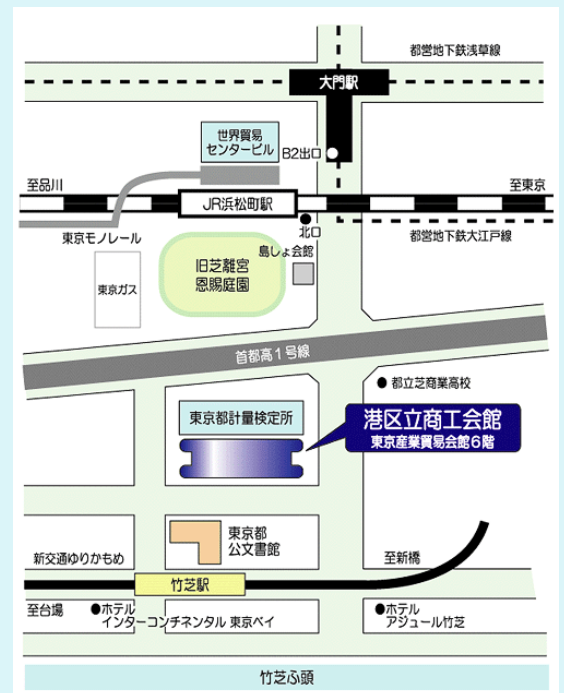 都営地下鉄浅草線
大門駅
世界貿易
センタービル
B2出口
至品川
至東京
JR浜松町駅
北口
東京モノレール
都営地下鉄大江戸線
島しょ会館
旧芝離宮
恩賜庭園
東京ガス
首都高1号線
都立芝商業高校
東京都計量検定所
港区立商工会館
東京産業貿易会館6階
東京都
公文書館
新交通ゆりかもめ
至新橋
竹芝駅
至台場
ホテル
インターコンチネンタル 東京ベイ
ホテル
アジュール竹芝
竹芝ふ頭